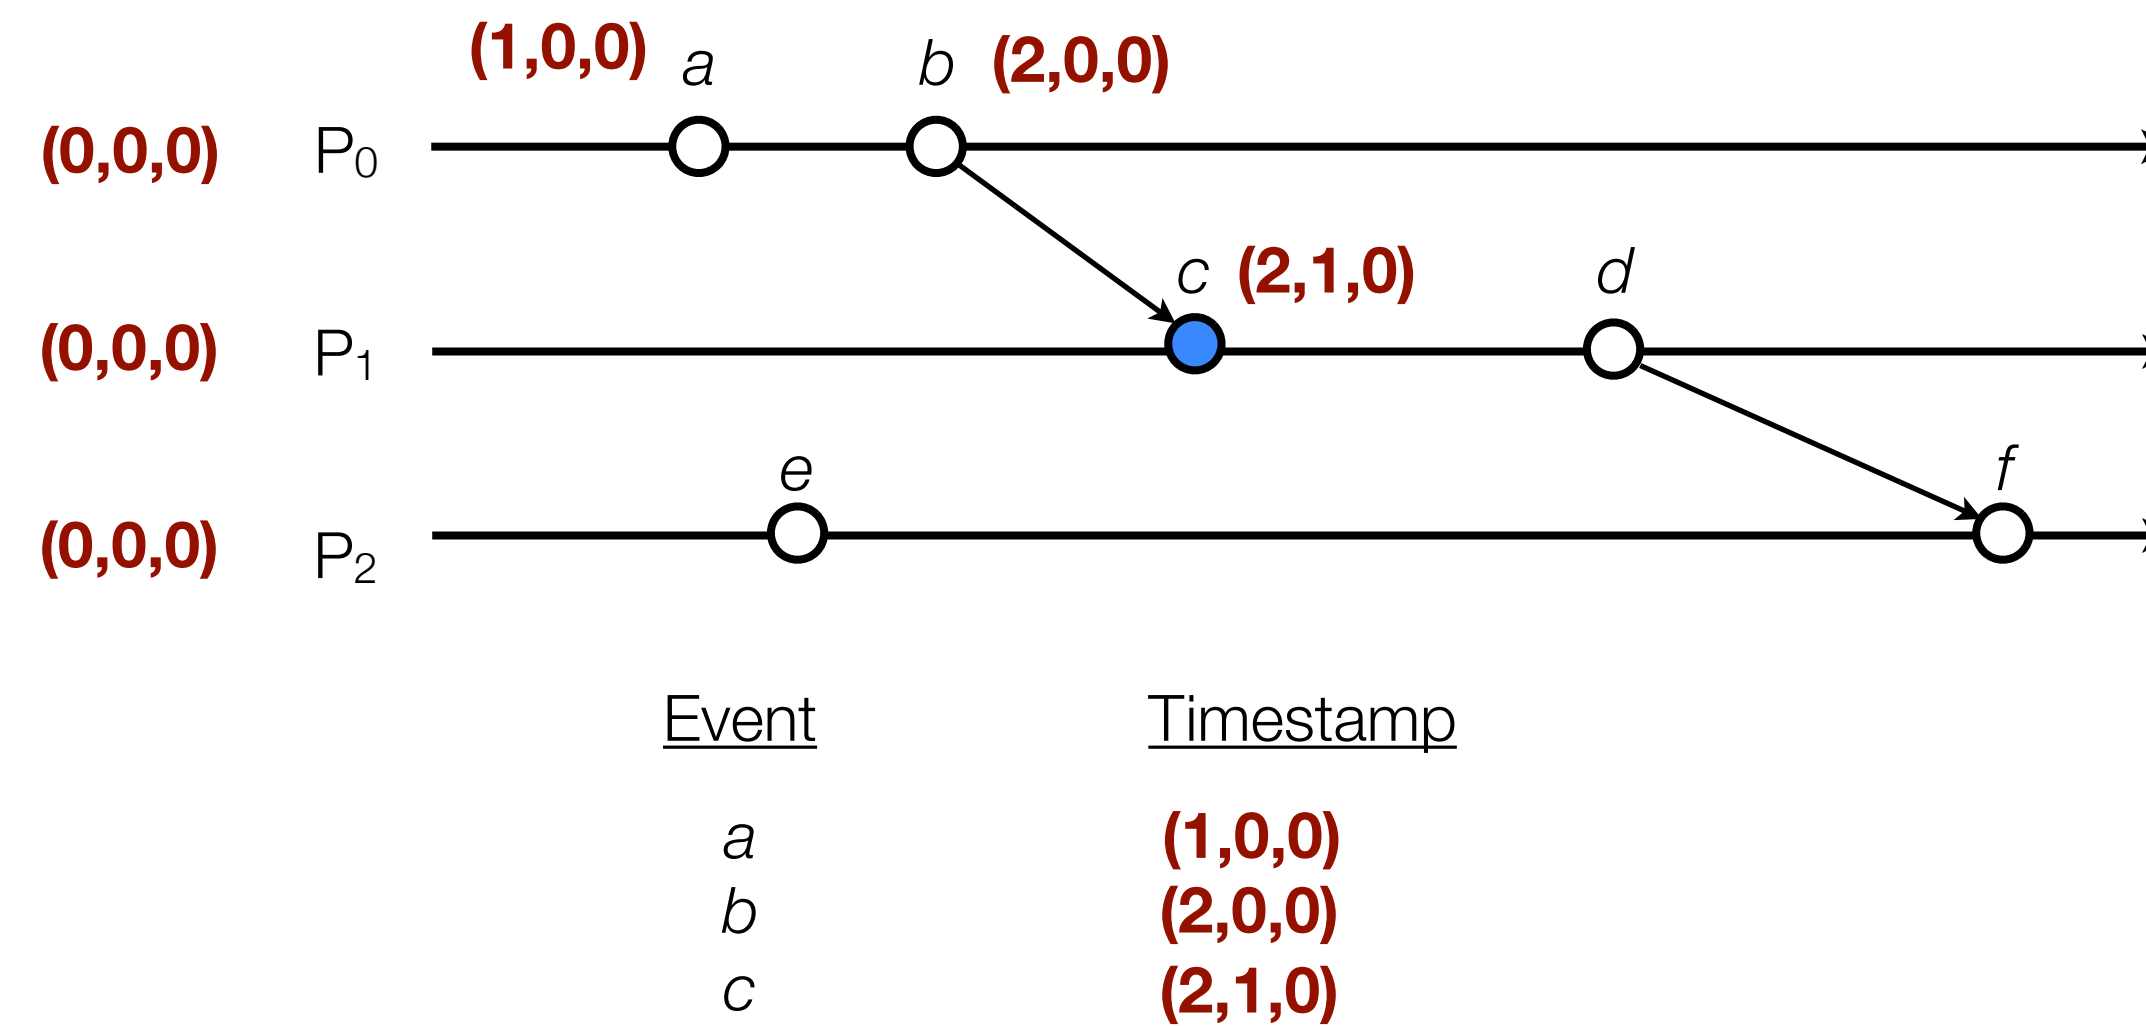 (1,0,0) a b (2,0,0)
(0,0,0) P0
c (2,1,0) d
(0,0,0) P1
e f
(0,0,0) P2
Event Timestamp
a (1,0,0)
b (2,0,0)
c (2,1,0)